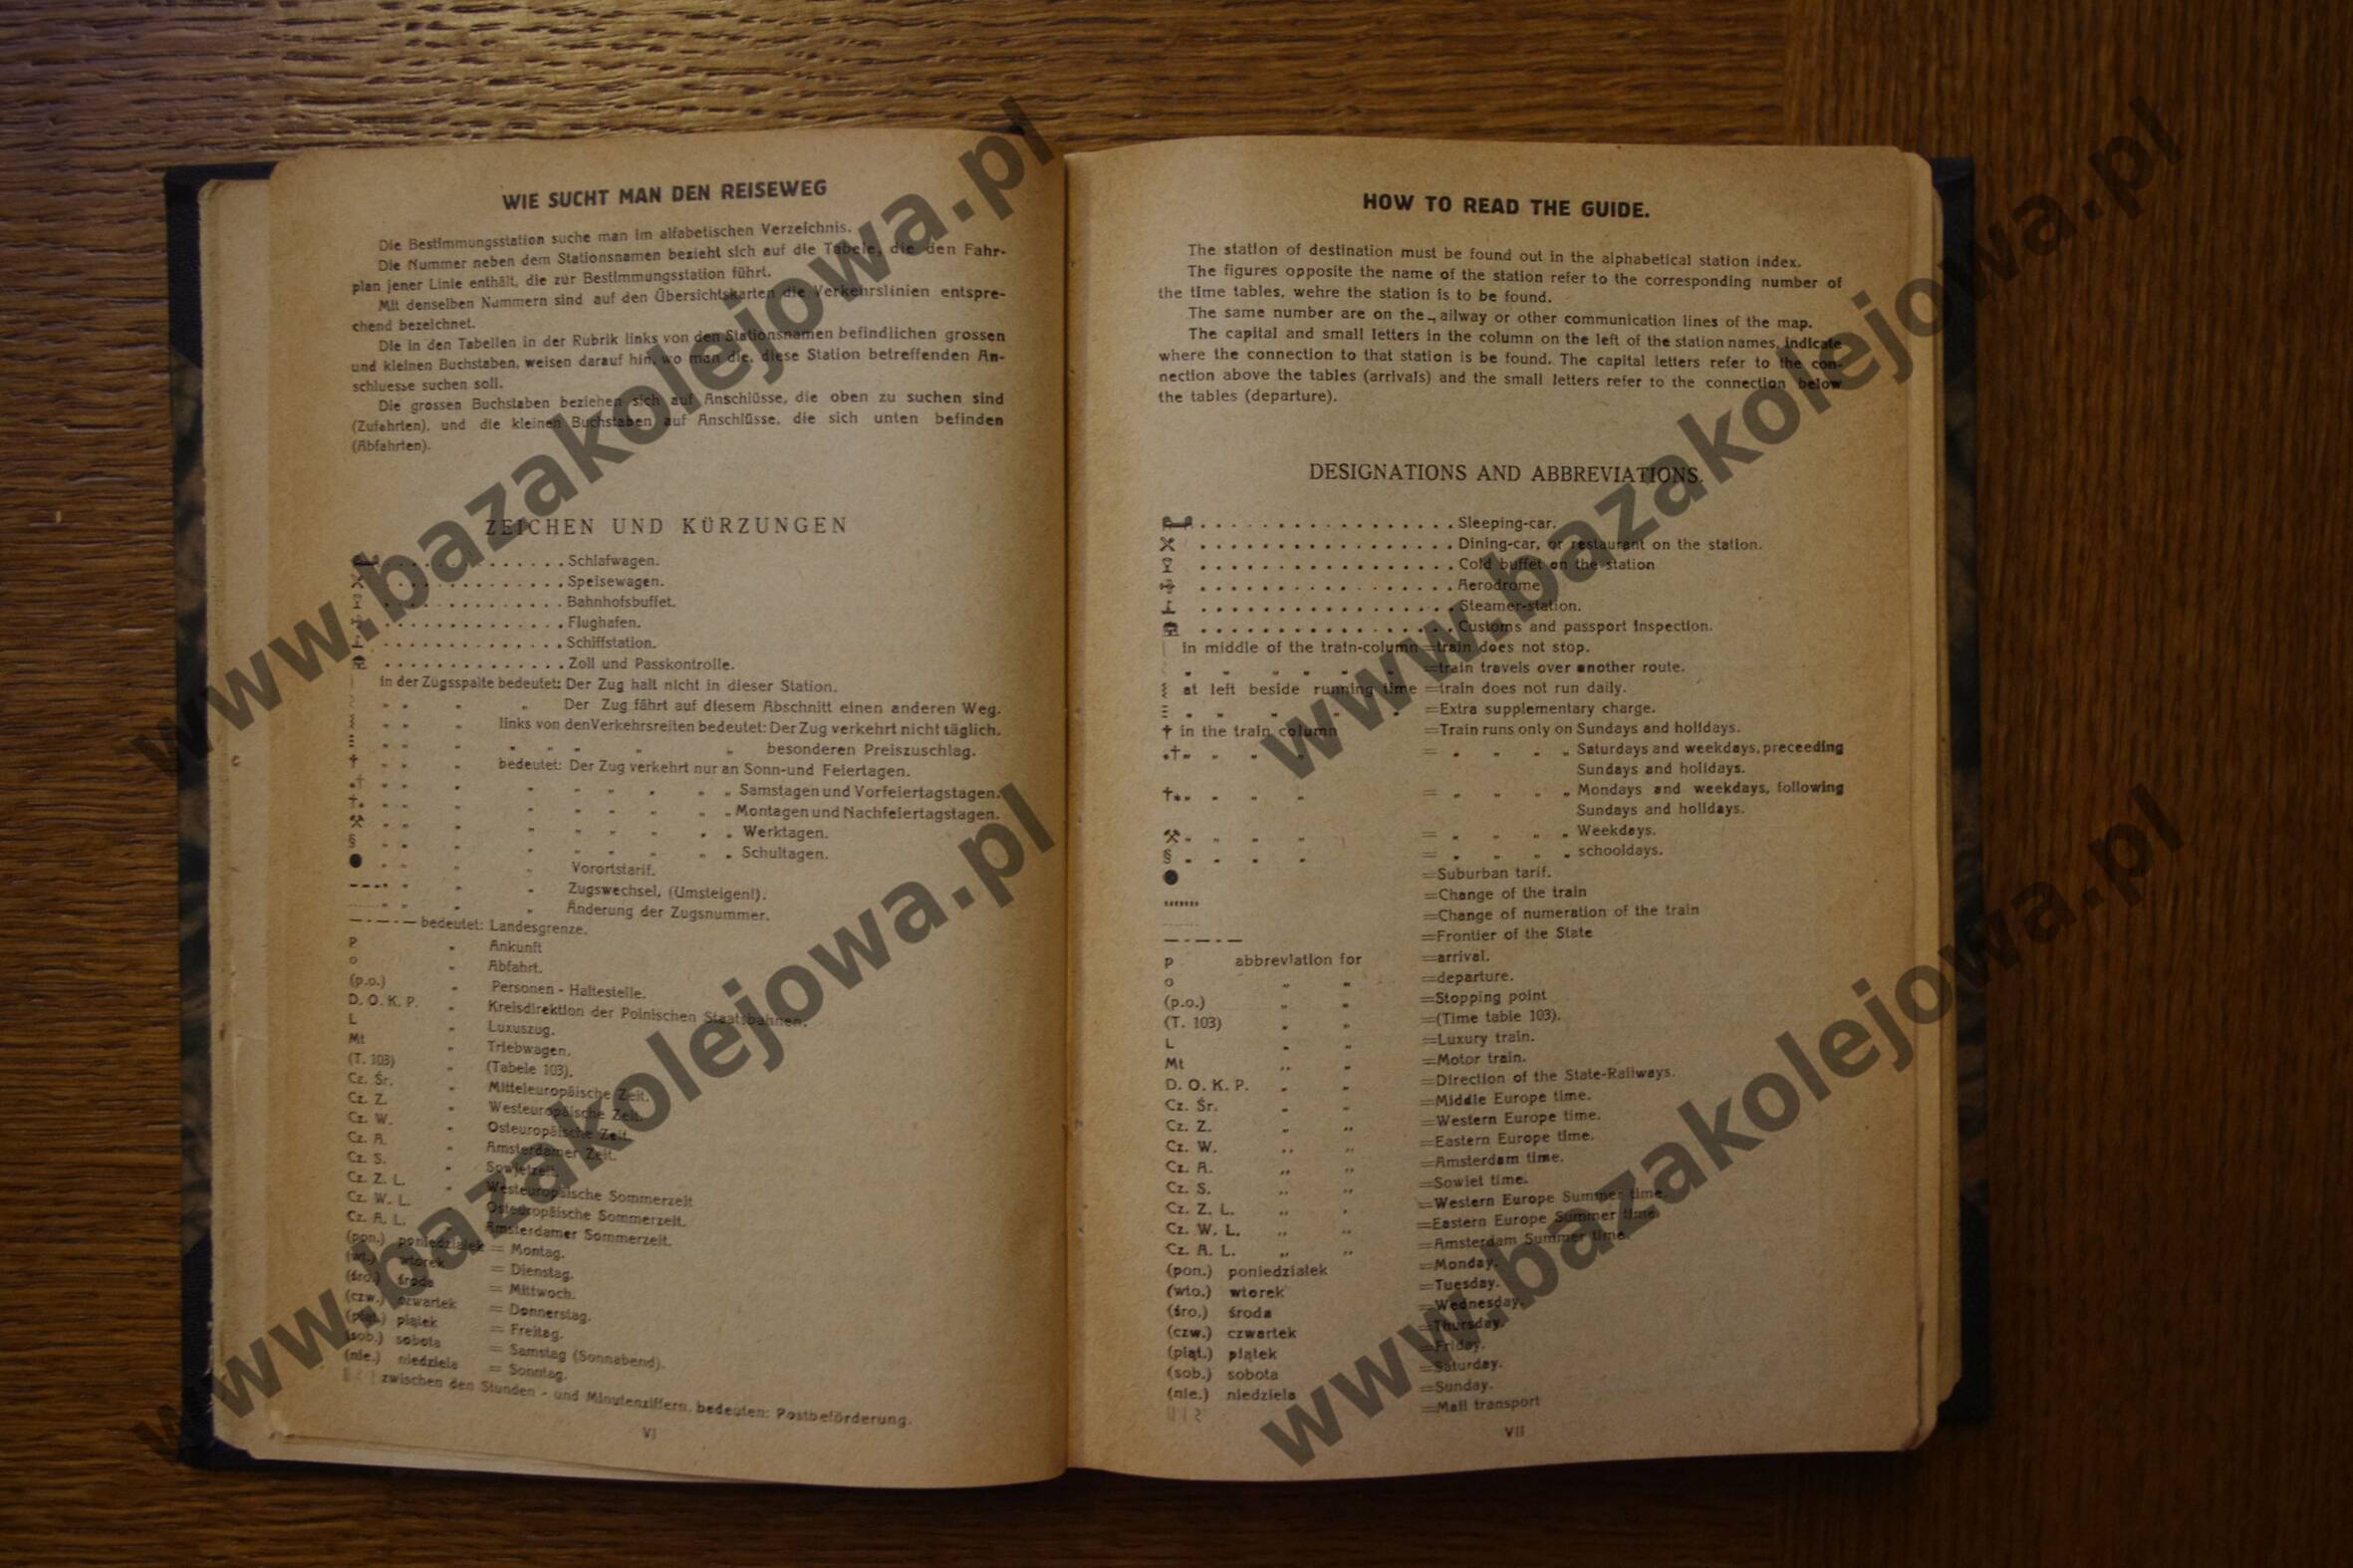 WIE SUCHT MAN DEN REISEWEG
Die Bestimmungsstation suche man im alfabetischen Verzeichnis.
Die Nummer neben dem Stationsnamen bezieht sich auf die Tabele, die den Fahr-
plan jener Linie enthält, die zur Bestimmungsstation führt.
Mit denselben Nummern sind auf den Übersichtskarten die Verkehrslinien entspre-
chend bezeichnet.
Die in den Tabellen in der Rubrik links von den Stationsnamen befindlichen grossen
und kleinen Buchstaben, weisen darauf hin, wo man die, diese Station betreffenden An-
schluesse suchen soll.
Die grossen Buchstaben beziehen sich auf Anschlüsse, die oben zu suchen sind
(Zufahrten), und die kleinen Buchstaben auf Anschlüsse, die sich unten befinden
(Abfahrten).
ZEICHEN UND KÜRZUNGEN
. . . . . . . . . . . . Schlafwagen.
. . . . . . . . . . . . Speisewagen.
. . . . . . . . . . . . Bahnhofsbuffet.
. . . . . . . . . . . . Flughafen.
. . . . . . . . . . . . Schiffstation.
. . . . . . . . . . . . Zoll und Passkontrolle.
in der Zugsspalte bedeutet: Der Zug halt nicht in dieser Station.
" " " " Der Zug fährt auf diesem Abschnitt einen anderen Weg.
" " " links von den Verkehrsreiten bedeutet: Der Zug verkehrt nicht täglich.
" " " " " " " " besonderen Preiszuschlag.
† " " " bedeutet: Der Zug verkehrt nur an Sonn-und Feiertagen.
•† " " " " " " " " " Samstagen und Vorfeiertagstagen.
†• " " " " " " " " " Montagen und Nachfeiertagstagen.
⚒ " " " " " " " " " Werktagen.
§ " " " " " " " " " Schultagen.
● " " " " Vorortstarif.
---- " " " Zugswechsel, (Umsteigen!).
" " " " Änderung der Zugsnummer.
—·—·— bedeutet: Landesgrenze.
P " Ankunft
o " Abfahrt.
(p.o.) " Personen - Haltestelle.
D. O. K. P. " Kreisdirektion der Polnischen Staatsbahnen.
L " Luxuszug.
Mt " Triebwagen.
(T. 103) " (Tabele 103).
Cz. Śr. " Mitteleuropäische Zeit.
Cz. Z. " Westeuropäische Zeit.
Cz. W. " Osteuropäische Zeit.
Cz. A. " Amsterdamer Zeit.
Cz. S. " Sowjetzeit.
Cz. Z. L. " Westeuropäische Sommerzeit
Cz. W. L. Osteuropäische Sommerzeit.
Cz. A. L. Amsterdamer Sommerzeit.
(pon.) poniedzialek = Montag.
(wt.) wtorek = Dienstag.
(śro.) środa = Mittwoch.
(czw.) czwartek = Donnerstag.
(piąt.) piątek = Freitag.
(sob.) sobota = Samstag (Sonnabend).
(nie.) niedziela = Sonntag.
zwischen den Stunden - und Minutenziffern, bedeuten: Postbeförderung.
VI
HOW TO READ THE GUIDE.
The station of destination must be found out in the alphabetical station index.
The figures opposite the name of the station refer to the corresponding number of
the time tables, wehre the station is to be found.
The same number are on the ailway or other communication lines of the map.
The capital and small letters in the column on the left of the station names, indicate
where the connection to that station is be found. The capital letters refer to the con-
nection above the tables (arrivals) and the small letters refer to the connection below
the tables (departure).
DESIGNATIONS AND ABBREVIATIONS.
. . . . . . . . . . . . Sleeping-car.
. . . . . . . . . . . . Dining-car, or restaurant on the station.
. . . . . . . . . . . . Cold buffet on the station
. . . . . . . . . . . . Aerodrome
. . . . . . . . . . . . Steamer-station.
. . . . . . . . . . . . Customs and passport Inspection.
in middle of the train-column =train does not stop.
" " " " " =train travels over another route.
at left beside running time =train does not run daily.
" " " " " =Extra supplementary charge.
† in the train column =Train runs only on Sundays and holidays.
•† " " " " = " " " " Saturdays and weekdays, preceeding
Sundays and holidays.
†• " " " " = " " " " Mondays and weekdays, following
Sundays and holidays.
⚒ " " " " = " " " " Weekdays.
§ " " " " = " " " " schooldays.
● =Suburban tarif.
....... =Change of the train
=Change of numeration of the train
—·—·— =Frontier of the State
p abbreviation for =arrival.
o " " =departure.
(p.o.) " " =Stopping point
(T. 103) " " =(Time table 103).
L " " =Luxury train.
Mt " " =Motor train.
D. O. K. P. " " =Direction of the State-Railways.
Cz. Śr. " " =Middle Europe time.
Cz. Z. " " =Western Europe time.
Cz. W. " " =Eastern Europe time.
Cz. A. " " =Amsterdam time.
Cz. S. " " =Sowiet time.
Cz. Z. L. " " =Western Europe Summer time.
Cz. W. L. " " =Eastern Europe Summer time
Cz. A. L. " " =Amsterdam Summer time
(pon.) poniedzialek =Monday.
(wto.) wtorek =Tuesday.
(śro.) środa =Wednesday.
(czw.) czwartek =Thursday.
(piąt.) piątek =Friday.
(sob.) sobota =Saturday.
(nie.) niedziela =Sunday.
=Mail transport
VII
www.bazakolejowa.pl
www.bazakolejowa.pl
www.bazakolejowa.pl
www.bazakolejowa.pl